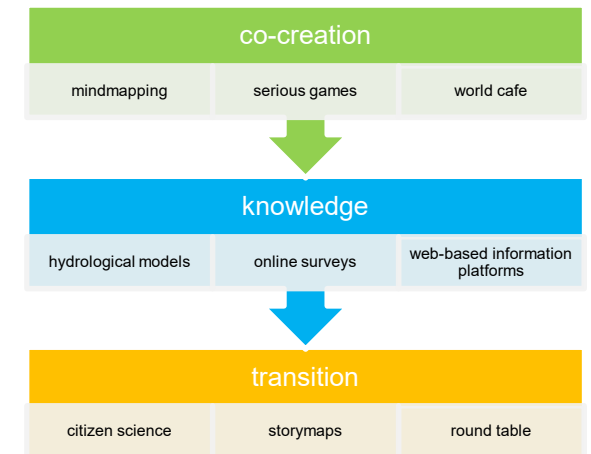 co-creation
mindmapping
serious games
world cafe
knowledge
hydrological models
online surveys
web-based information
platforms
transition
citizen science
storymaps
round table